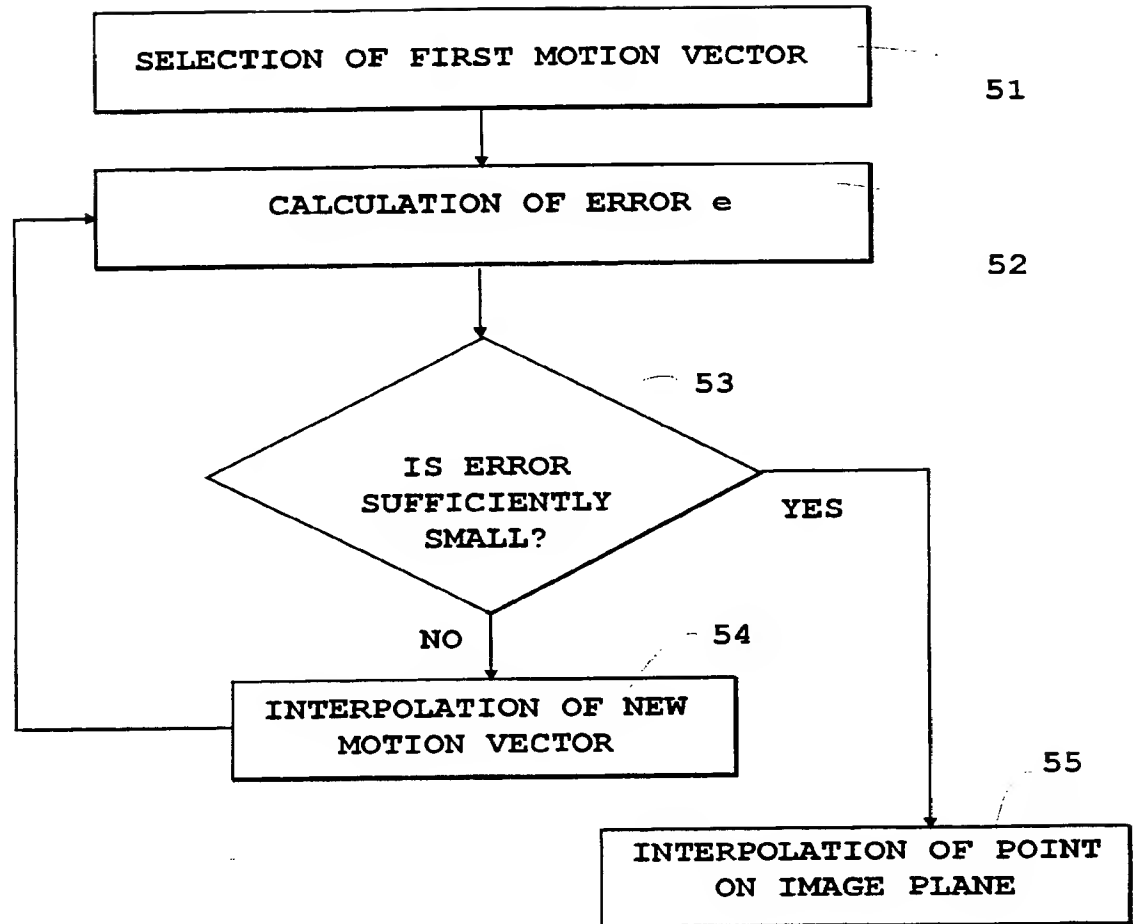 SELECTION OF FIRST MOTION VECTOR
51
CALCULATION OF ERROR e
52
53
IS ERROR
SUFFICIENTLY
SMALL?
YES
NO
54
INTERPOLATION OF NEW
MOTION VECTOR
55
INTERPOLATION OF POINT
ON IMAGE PLANE